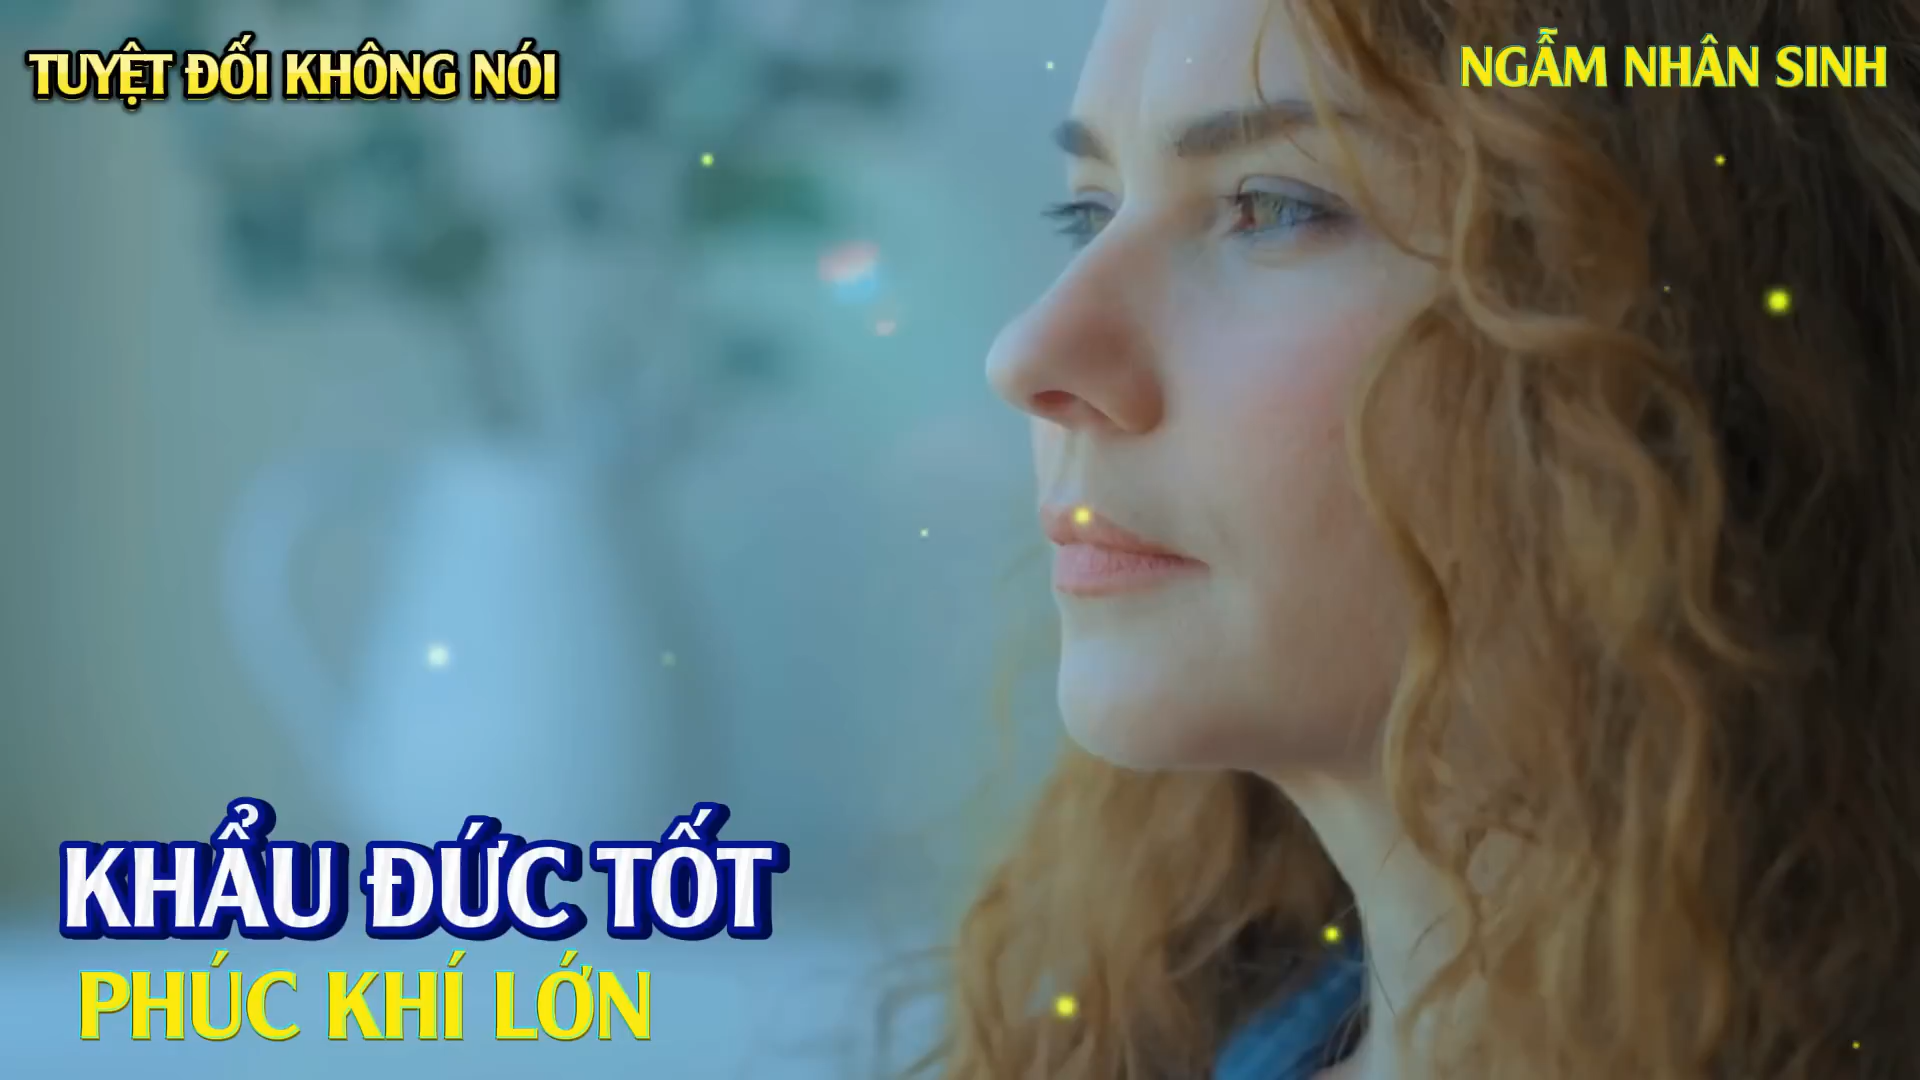 TUYỆT ĐỐI KHÔNG NÓI
NGẪM NHÂN SINH
KHẨU ĐỨC TỐT
PHÚC KHÍ LỚN